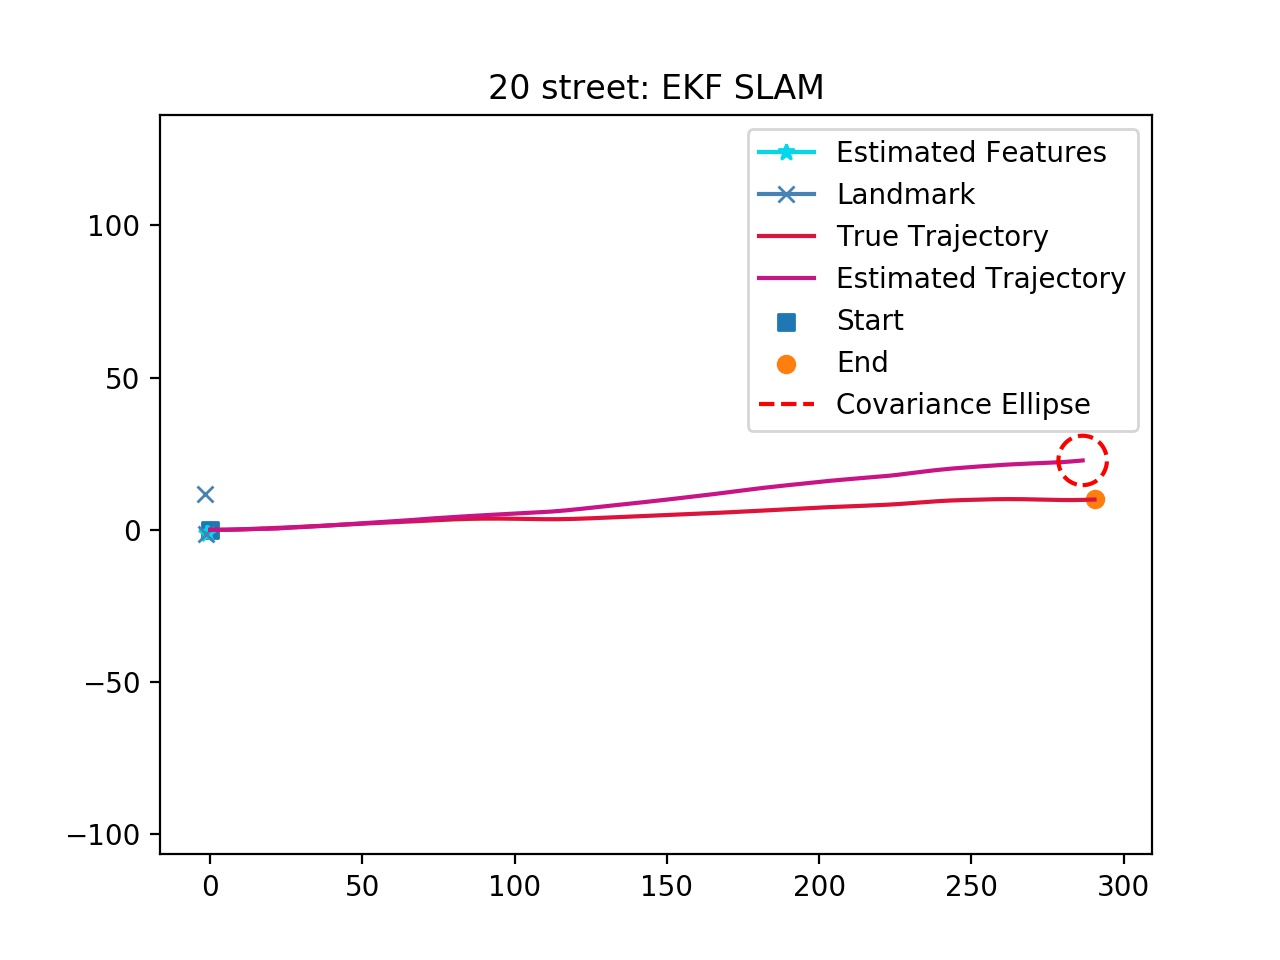 20 street: EKF SLAM
Estimated Features
Landmark
True Trajectory
Estimated Trajectory
Start
End
Covariance Ellipse
100
50
0
−50
−100
0 50 100 150 200 250 300